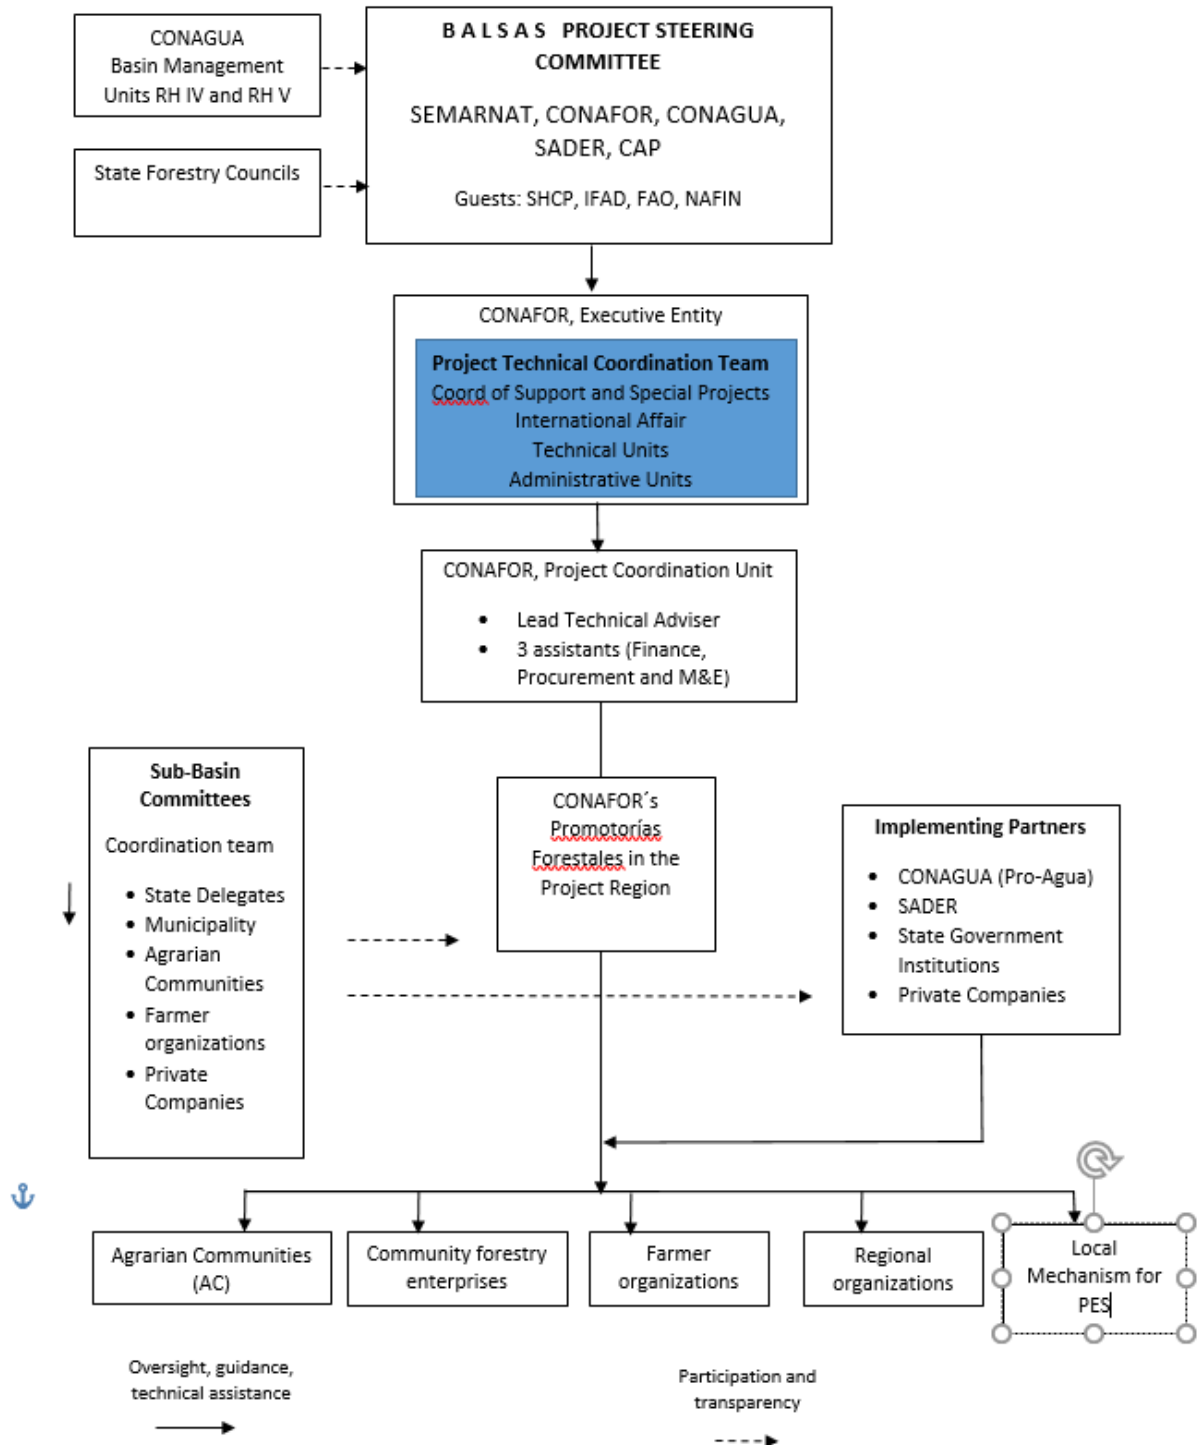 CONAGUA
Basin Management
Units RH IV and RH V
State Forestry Councils
B A L S A S PROJECT STEERING
COMMITTEE
SEMARNAT, CONAFOR, CONAGUA,
SADER, CAP
Guests: SHCP, IFAD, FAO, NAFIN
CONAFOR, Executive Entity
Project Technical Coordination Team
Coord of Support and Special Projects
International Affair
Technical Units
Administrative Units
CONAFOR, Project Coordination Unit
• Lead Technical Adviser
• 3 assistants (Finance,
Procurement and M&E)
Sub-Basin
Committees
Coordination team
• State Delegates
• Municipality
• Agrarian
Communities
• Farmer
organizations
• Private
Companies
CONAFOR´s
Promotorías
Forestales in the
Project Region
Implementing Partners
• CONAGUA (Pro-Agua)
• SADER
• State Government
Institutions
• Private Companies
Agrarian Communities
(AC)
Community forestry
enterprises
Farmer
organizations
Regional
organizations
Local
Mechanism for
PES
Oversight, guidance,
technical assistance
Participation and
transparency